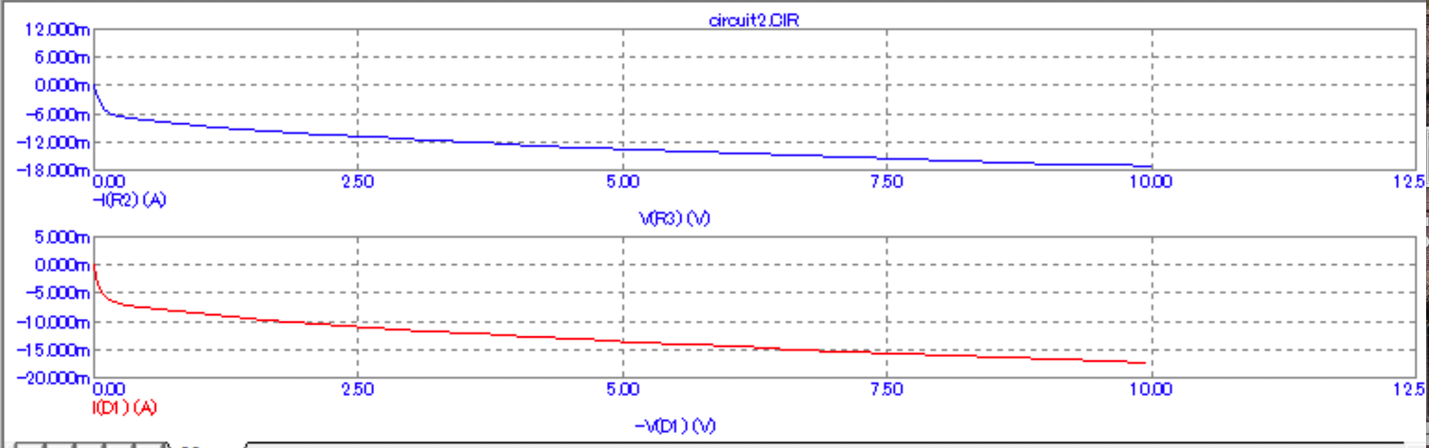 circuit2.CIR
12.000m
6.000m
0.000m
-6.000m
-12.000m
-18.000m
0.00 2.50 5.00 7.50 10.00 12.5
-I(R2) (A)
V(R3) (V)
5.000m
0.000m
-5.000m
-10.000m
-15.000m
-20.000m
0.00 2.50 5.00 7.50 10.00 12.5
I(D1) (A)
-V(D1) (V)